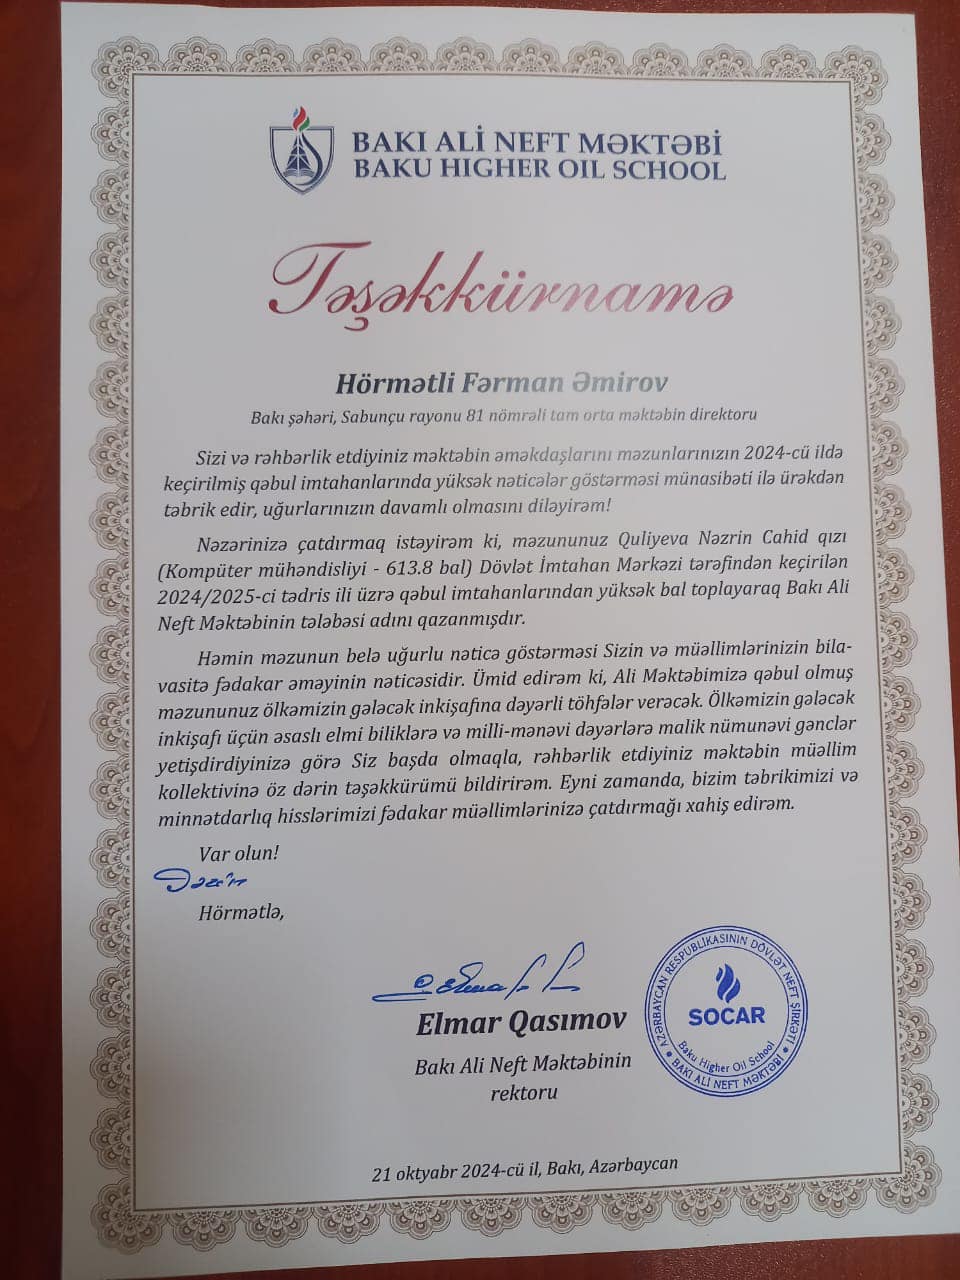 BAKI ALİ NEFT MƏKTƏBİ
BAKU HIGHER OIL SCHOOL
Təşəkkürnamə
Hörmətli Fərman Əmirov
Bakı şəhəri, Sabunçu rayonu 81 nömrəli tam orta məktəbin direktoru
Sizi və rəhbərlik etdiyiniz məktəbin əməkdaşlarını məzunlarınızın 2024-cü ildə
keçirilmiş qəbul imtahanlarında yüksək nəticələr göstərməsi münasibəti ilə ürəkdən
təbrik edir, uğurlarınızın davamlı olmasını diləyirəm!
Nəzərinizə çatdırmaq istəyirəm ki, məzununuz Quliyeva Nəzrin Cahid qızı
(Kompüter mühəndisliyi - 613.8 bal) Dövlət İmtahan Mərkəzi tərəfindən keçirilən
2024/2025-ci tədris ili üzrə qəbul imtahanlarından yüksək bal toplayaraq Bakı Ali
Neft Məktəbinin tələbəsi adını qazanmışdır.
Həmin məzunun belə uğurlu nəticə göstərməsi Sizin və müəllimlərinizin bila-
vasitə fədakar əməyinin nəticəsidir. Ümid edirəm ki, Ali Məktəbimizə qəbul olmuş
məzununuz ölkəmizin gələcək inkişafına dəyərli töhfələr verəcək. Ölkəmizin gələcək
inkişafı üçün əsaslı elmi biliklərə və milli-mənəvi dəyərlərə malik nümunəvi gənclər
yetişdirdiyinizə görə Siz başda olmaqla, rəhbərlik etdiyiniz məktəbin müəllim
kollektivinə öz dərin təşəkkürümü bildirirəm. Eyni zamanda, bizim təbrikimizi və
minnətdarlıq hisslərimizi fədakar müəllimlərinizə çatdırmağı xahiş edirəm.
Var olun!
Hörmətlə,
Elmar Qasımov
Bakı Ali Neft Məktəbinin
rektoru
AZƏRBAYCAN RESPUBLİKASININ DÖVLƏT NEFT ŞİRKƏTİ
SOCAR
Baku Higher Oil School
BAKI ALİ NEFT MƏKTƏBİ
21 oktyabr 2024-cü il, Bakı, Azərbaycan